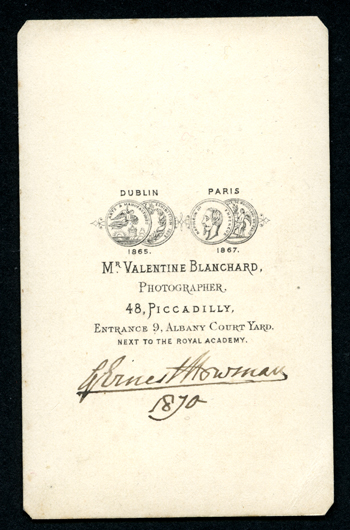 DUBLIN PARIS
1865. 1867.
MR VALENTINE BLANCHARD,
PHOTOGRAPHER,
48, PICCADILLY,
ENTRANCE 9, ALBANY COURT YARD.
NEXT TO THE ROYAL ACADEMY.
G Ernest Newman
1870